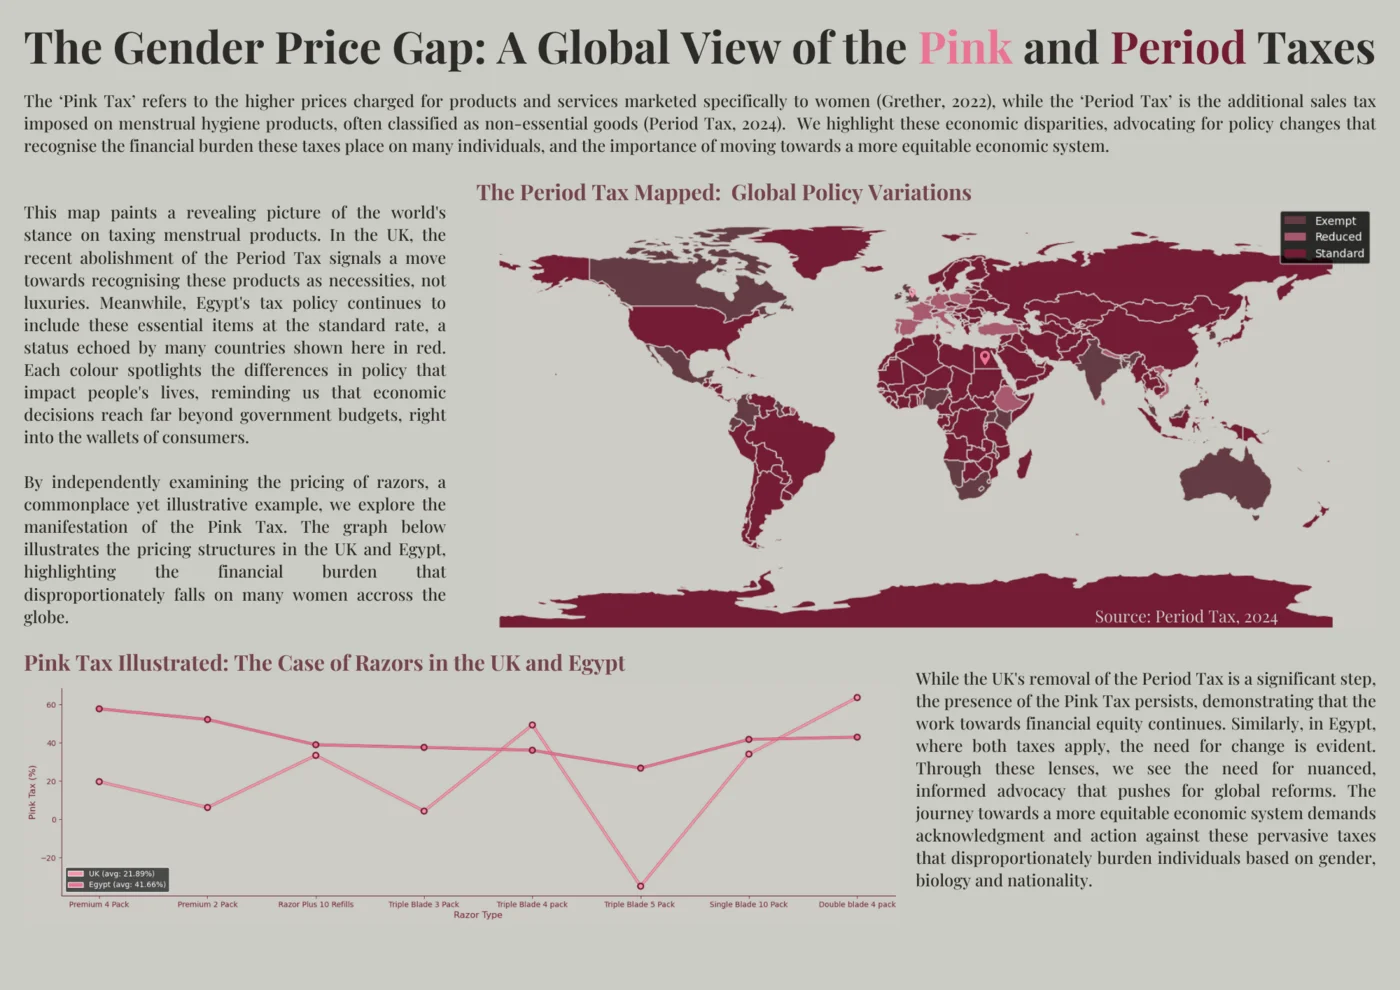 The Gender Price Gap: A Global View of the Pink and Period Taxes
The ‘Pink Tax’ refers to the higher prices charged for products and services marketed specifically to women (Grether, 2022), while the ‘Period Tax’ is the additional sales tax
imposed on menstrual hygiene products, often classified as non-essential goods (Period Tax, 2024). We highlight these economic disparities, advocating for policy changes that
recognise the financial burden these taxes place on many individuals, and the importance of moving towards a more equitable economic system.
This map paints a revealing picture of the world's
stance on taxing menstrual products. In the UK, the
recent abolishment of the Period Tax signals a move
towards recognising these products as necessities, not
luxuries. Meanwhile, Egypt's tax policy continues to
include these essential items at the standard rate, a
status echoed by many countries shown here in red.
Each colour spotlights the differences in policy that
impact people's lives, reminding us that economic
decisions reach far beyond government budgets, right
into the wallets of consumers.
By independently examining the pricing of razors, a
commonplace yet illustrative example, we explore the
manifestation of the Pink Tax. The graph below
illustrates the pricing structures in the UK and Egypt,
highlighting the financial burden that
disproportionately falls on many women accross the
globe.
The Period Tax Mapped: Global Policy Variations
Exempt
Reduced
Standard
Source: Period Tax, 2024
Pink Tax Illustrated: The Case of Razors in the UK and Egypt
Pink Tax (%)
60
40
20
0
−20
UK (avg: 21.89%)
Egypt (avg: 41.66%)
Premium 4 Pack
Premium 2 Pack
Razor Plus 10 Refills
Triple Blade 3 Pack
Triple Blade 4 pack
Triple Blade 5 Pack
Single Blade 10 Pack
Double blade 4 pack
Razor Type
While the UK's removal of the Period Tax is a significant step,
the presence of the Pink Tax persists, demonstrating that the
work towards financial equity continues. Similarly, in Egypt,
where both taxes apply, the need for change is evident.
Through these lenses, we see the need for nuanced,
informed advocacy that pushes for global reforms. The
journey towards a more equitable economic system demands
acknowledgment and action against these pervasive taxes
that disproportionately burden individuals based on gender,
biology and nationality.